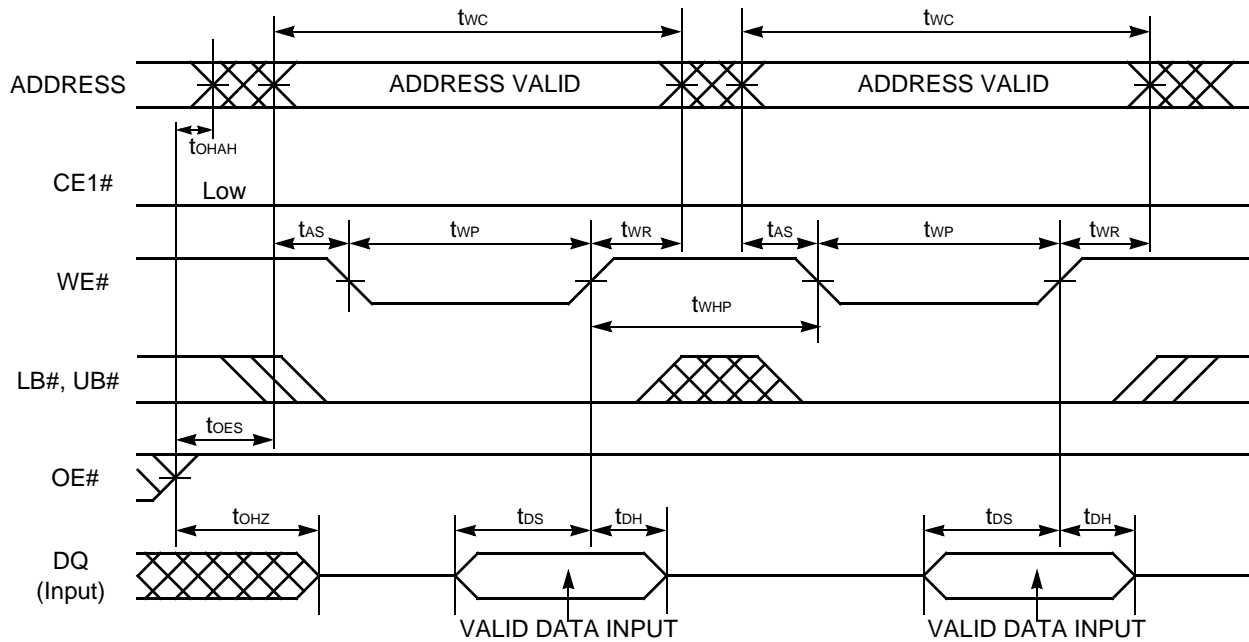 tWC tWC
ADDRESS ADDRESS VALID ADDRESS VALID
tOHAH
CE1# Low
tAS tWP tWR tAS tWP tWR
WE#
tWHP
LB#, UB#
tOES
OE#
tOHZ tDS tDH tDS tDH
DQ
(Input)
VALID DATA INPUT VALID DATA INPUT